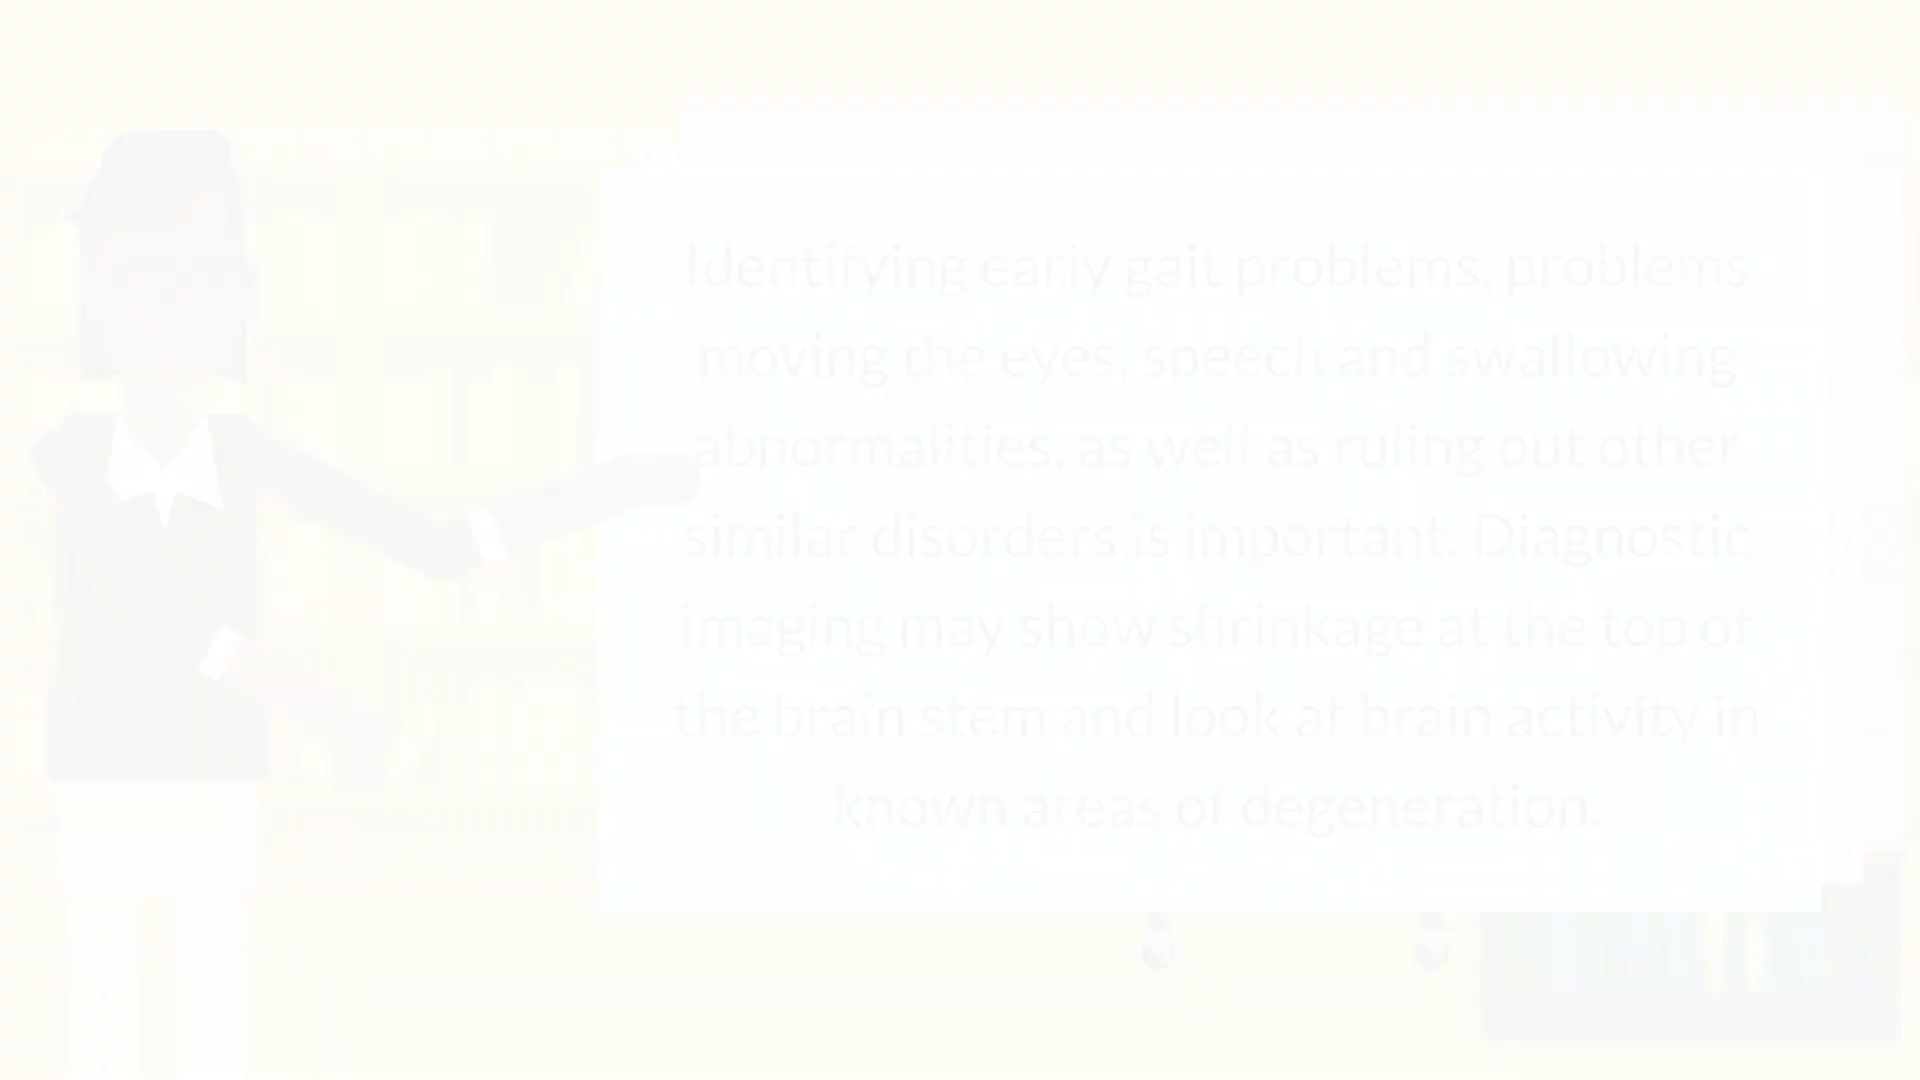 Identifying early gait problems, problems
moving the eyes, speech and swallowing
abnormalities, as well as ruling out other
similar disorders is important. Diagnostic
imaging may show shrinkage at the top of
the brain stem and look at brain activity in
known areas of degeneration.